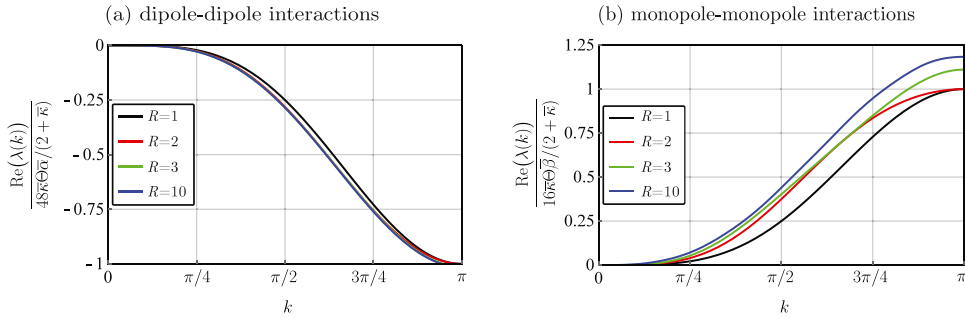 (a) dipole-dipole interactions
0
−0.25
−0.5
−0.75
−1
0
π/4
π/2
3π/4
π
k
Re(λ(k))
48κ̅Θα̅/(2 + κ̅)
R=1
R=2
R=3
R=10
(b) monopole-monopole interactions
1.25
1
0.75
0.5
0.25
0
0
π/4
π/2
3π/4
π
k
Re(λ(k))
16κ̅Θβ̅/(2 + κ̅)
R=1
R=2
R=3
R=10